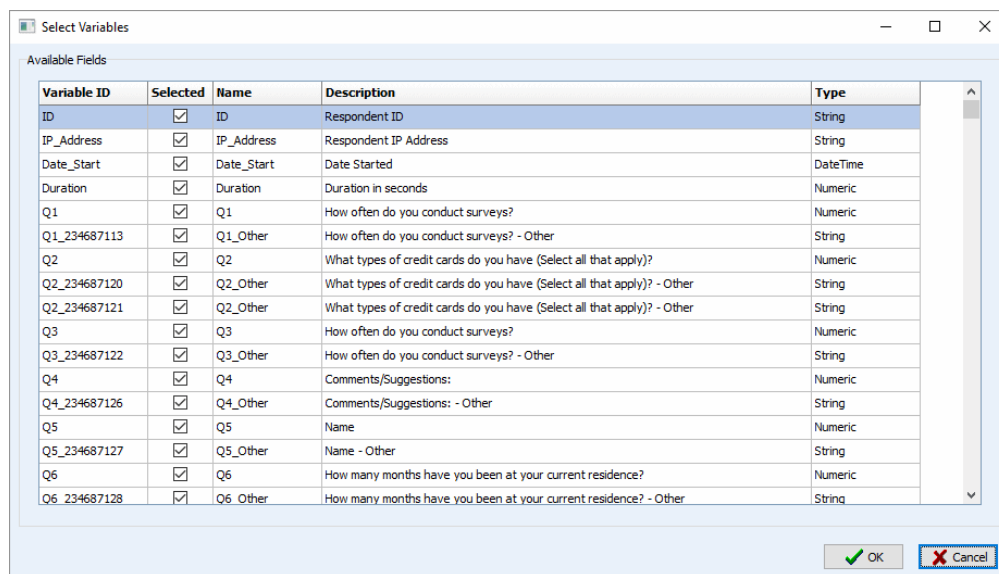 Select Variables
Available Fields
Variable ID Selected Name Description Type
ID ID Respondent ID String
IP_Address IP_Address Respondent IP Address String
Date_Start Date_Start Date Started DateTime
Duration Duration Duration in seconds Numeric
Q1 Q1 How often do you conduct surveys? Numeric
Q1_234687113 Q1_Other How often do you conduct surveys? - Other String
Q2 Q2 What types of credit cards do you have (Select all that apply)? Numeric
Q2_234687120 Q2_Other What types of credit cards do you have (Select all that apply)? - Other String
Q2_234687121 Q2_Other What types of credit cards do you have (Select all that apply)? - Other String
Q3 Q3 How often do you conduct surveys? Numeric
Q3_234687122 Q3_Other How often do you conduct surveys? - Other String
Q4 Q4 Comments/Suggestions: Numeric
Q4_234687126 Q4_Other Comments/Suggestions: - Other String
Q5 Q5 Name Numeric
Q5_234687127 Q5_Other Name - Other String
Q6 Q6 How many months have you been at your current residence? Numeric
Q6_234687128 Q6_Other How many months have you been at your current residence? - Other String
OK Cancel